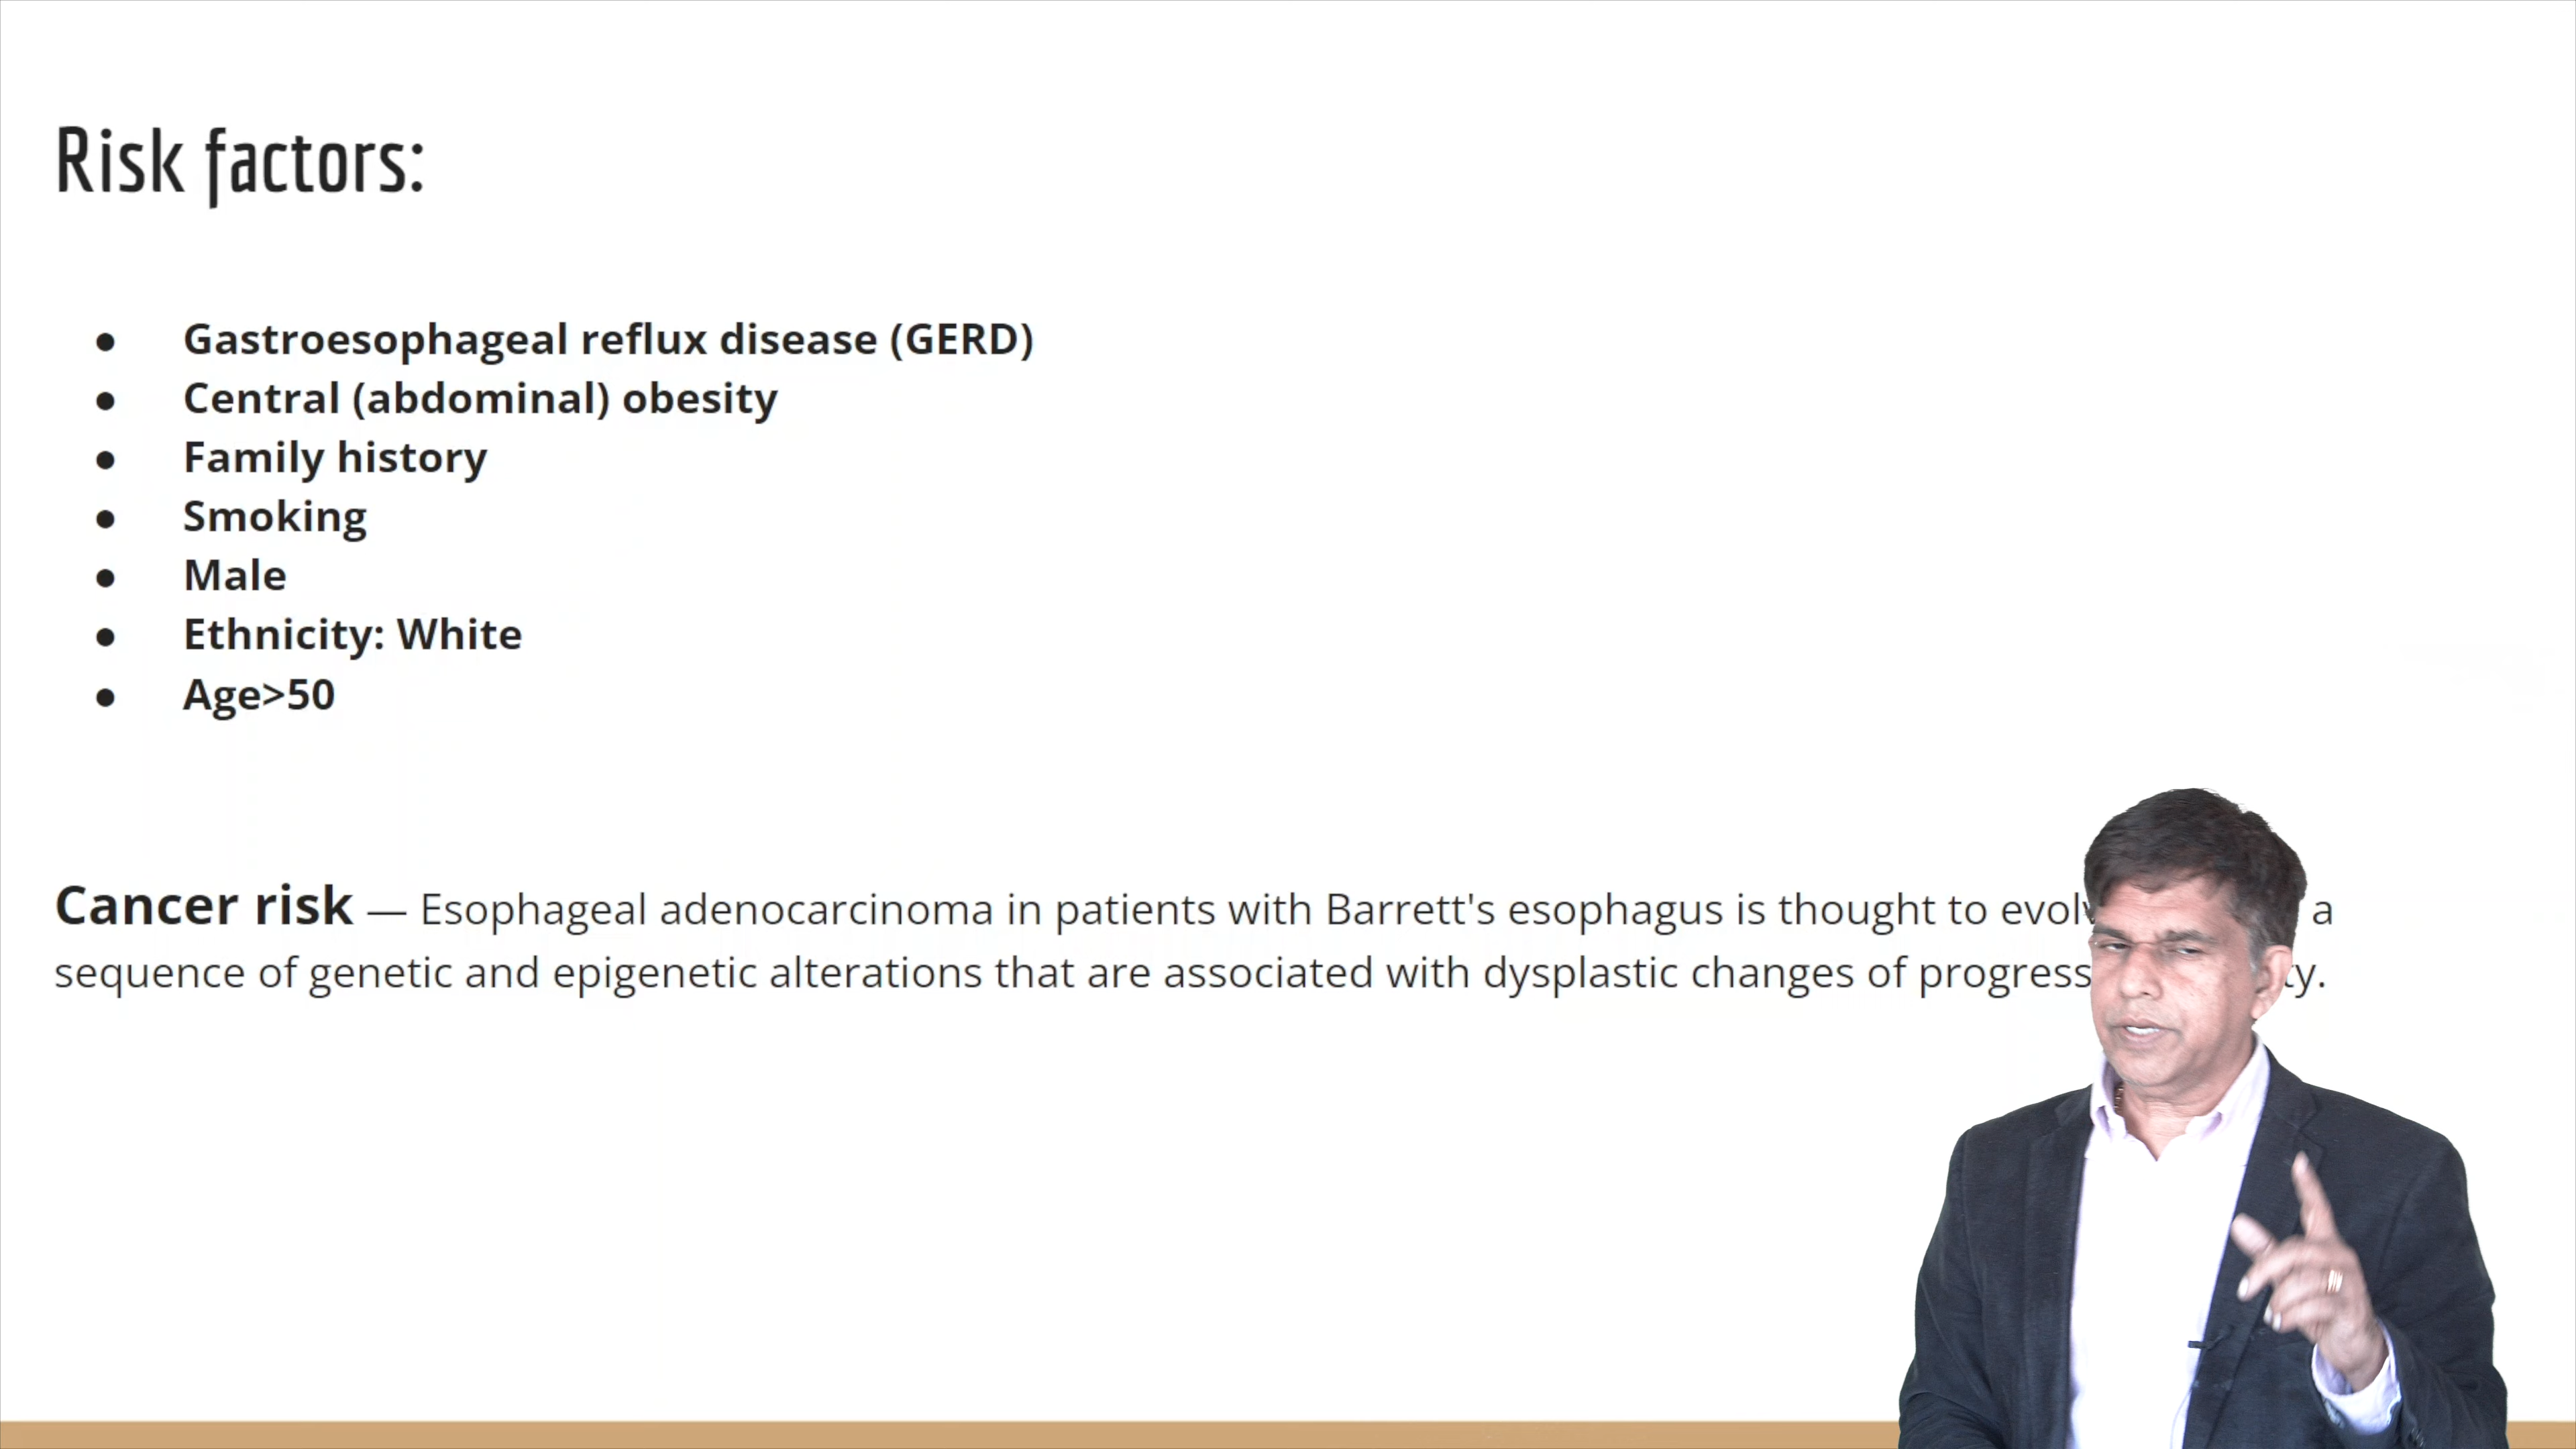 Risk factors:
● Gastroesophageal reflux disease (GERD)
● Central (abdominal) obesity
● Family history
● Smoking
● Male
● Ethnicity: White
● Age>50
Cancer risk — Esophageal adenocarcinoma in patients with Barrett's esophagus is thought to a
sequence of genetic and epigenetic alterations that are associated with dysplastic changes of